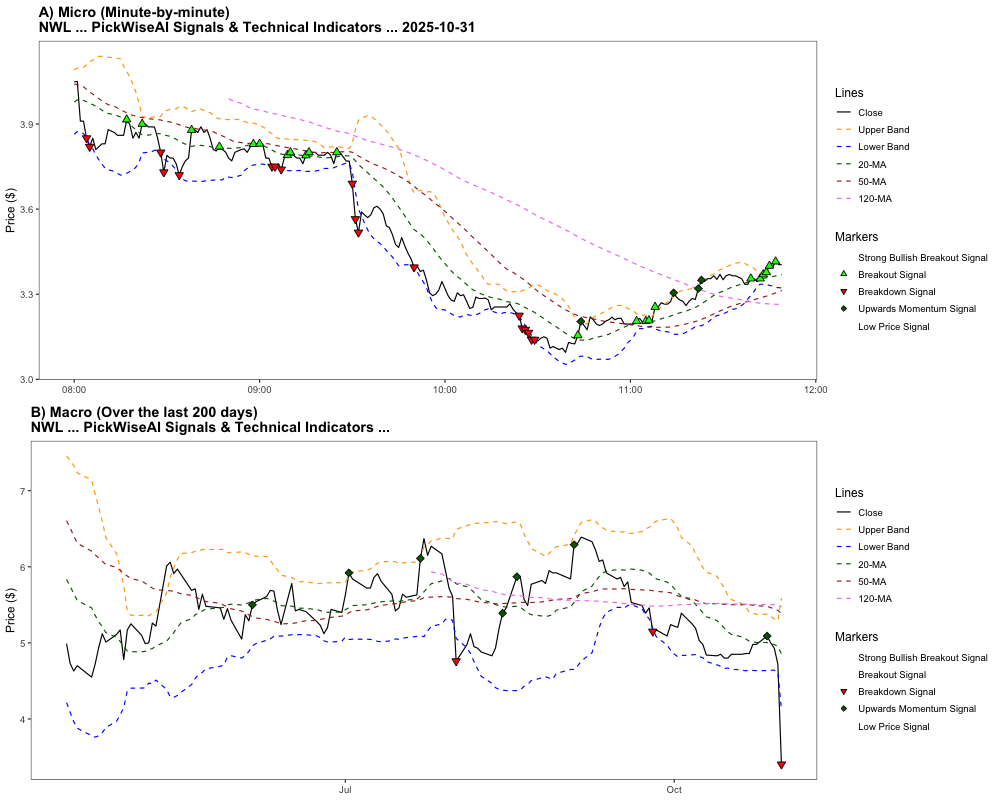 A) Micro (Minute-by-minute)
NWL ... PickWiseAI Signals & Technical Indicators ... 2025-10-31
Price ($)
3.9
3.6
3.3
3.0
08:00 09:00 10:00 11:00 12:00
Lines
Close
Upper Band
Lower Band
20-MA
50-MA
120-MA
Markers
Strong Bullish Breakout Signal
Breakout Signal
Breakdown Signal
Upwards Momentum Signal
Low Price Signal
B) Macro (Over the last 200 days)
NWL ... PickWiseAI Signals & Technical Indicators ...
Price ($)
7
6
5
4
Jul Oct
Lines
Close
Upper Band
Lower Band
20-MA
50-MA
120-MA
Markers
Strong Bullish Breakout Signal
Breakout Signal
Breakdown Signal
Upwards Momentum Signal
Low Price Signal